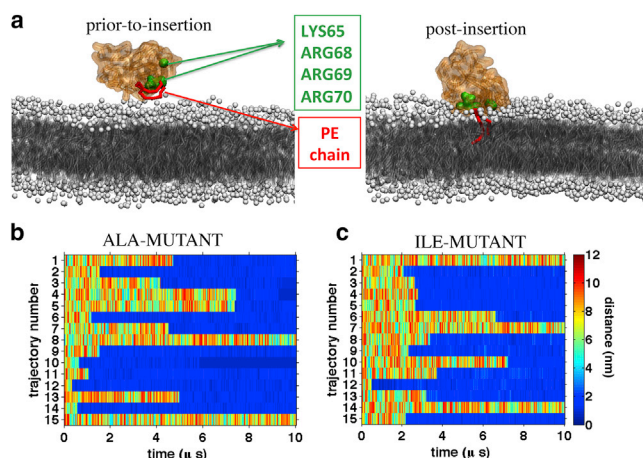 a
prior-to-insertion
LYS65
ARG68
ARG69
ARG70
PE
chain
post-insertion
b
ALA-MUTANT
trajectory number
1
2
3
4
5
6
7
8
9
10
11
12
13
14
15
0 2 4 6 8 10
time (μ s)
c
ILE-MUTANT
trajectory number
1
2
3
4
5
6
7
8
9
10
11
12
13
14
15
0 2 4 6 8 10
time (μ s)
12
10
8
6
4
2
0
distance (nm)